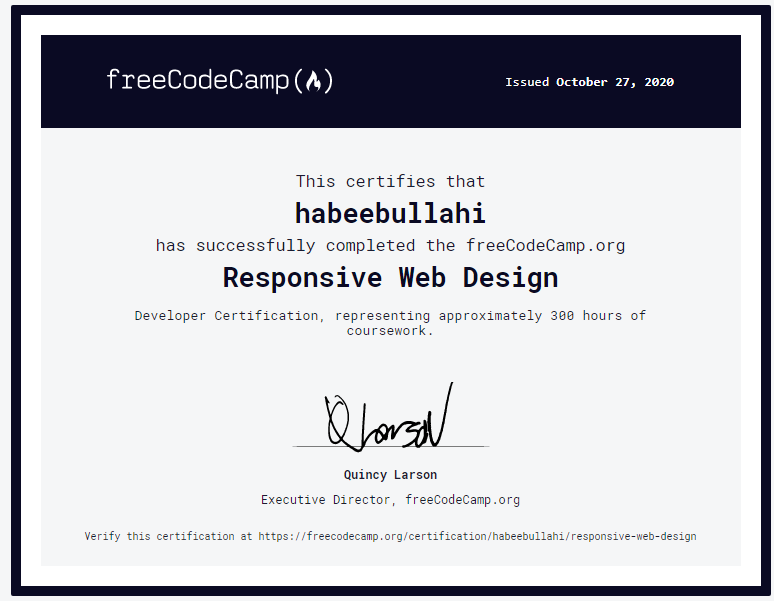 freeCodeCamp(🔥)
Issued October 27, 2020
This certifies that
habeebullahi
has successfully completed the freeCodeCamp.org
Responsive Web Design
Developer Certification, representing approximately 300 hours of
coursework.
Q Larson
Quincy Larson
Executive Director, freeCodeCamp.org
Verify this certification at https://freecodecamp.org/certification/habeebullahi/responsive-web-design